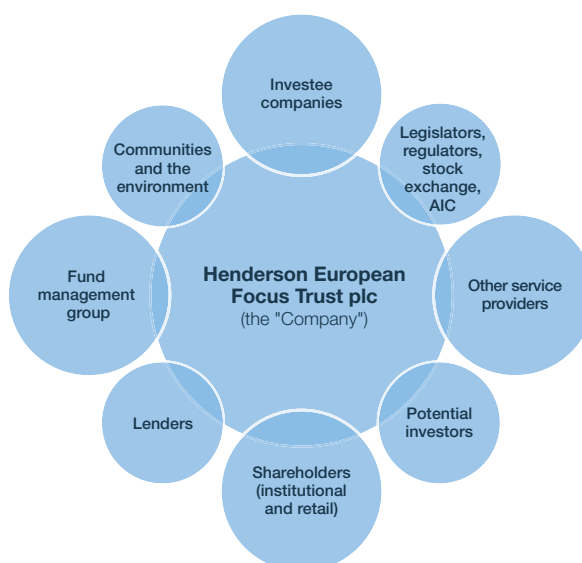 Investee
companies
Communities
and the
environment
Legislators,
regulators,
stock
exchange,
AIC
Fund
management
group
Henderson European
Focus Trust plc
(the "Company")
Other service
providers
Lenders
Potential
investors
Shareholders
(institutional
and retail)